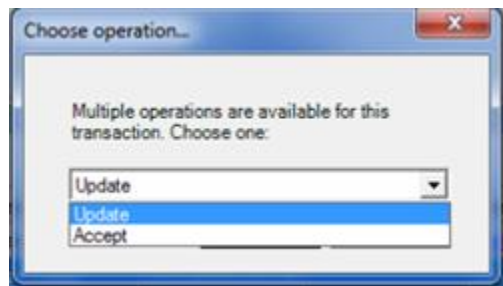 Choose operation...
Multiple operations are available for this
transaction. Choose one:
Update
Update
Accept